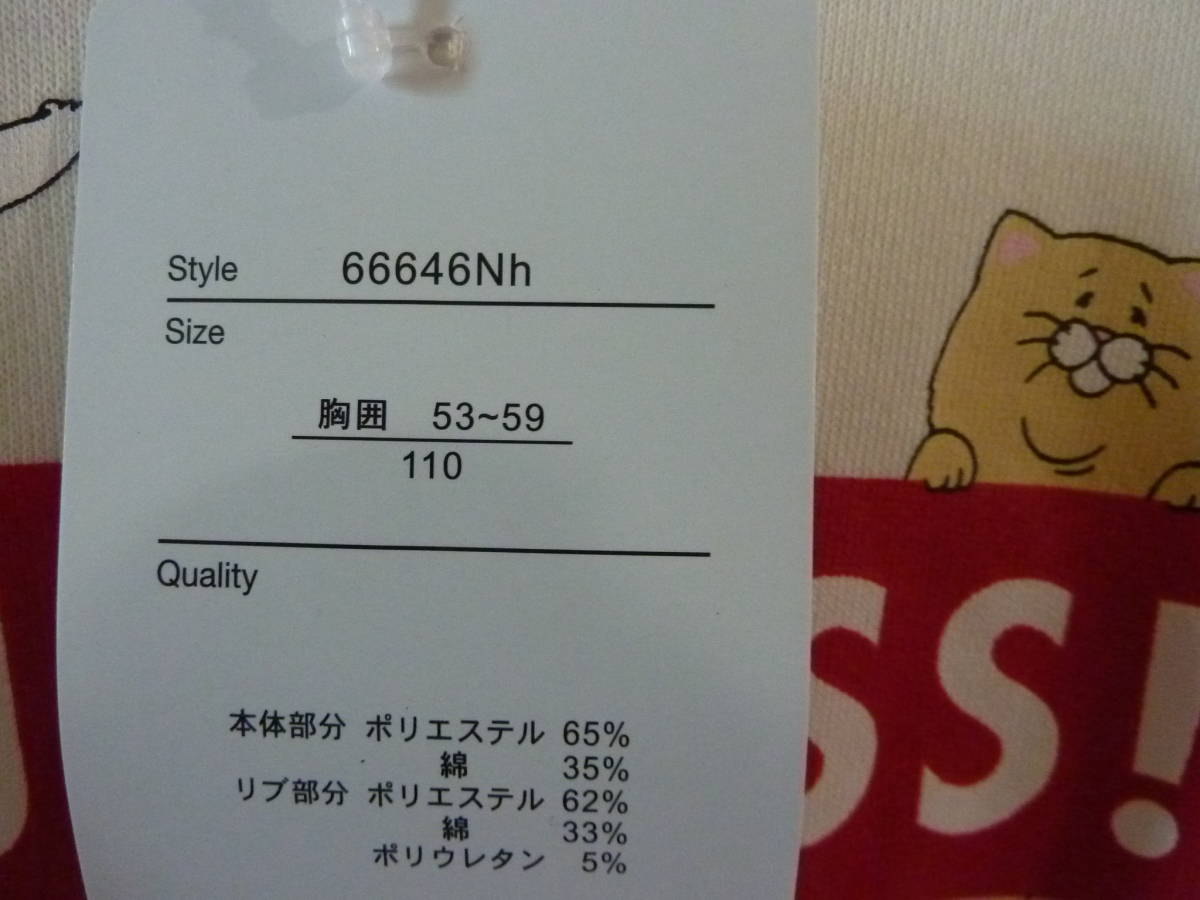 Style 66646Nh
Size
胸囲 53~59
110
Quality
本体部分 ポリエステル 65%
綿 35%
リブ部分 ポリエステル 62%
綿 33%
ポリウレタン 5%
SS!